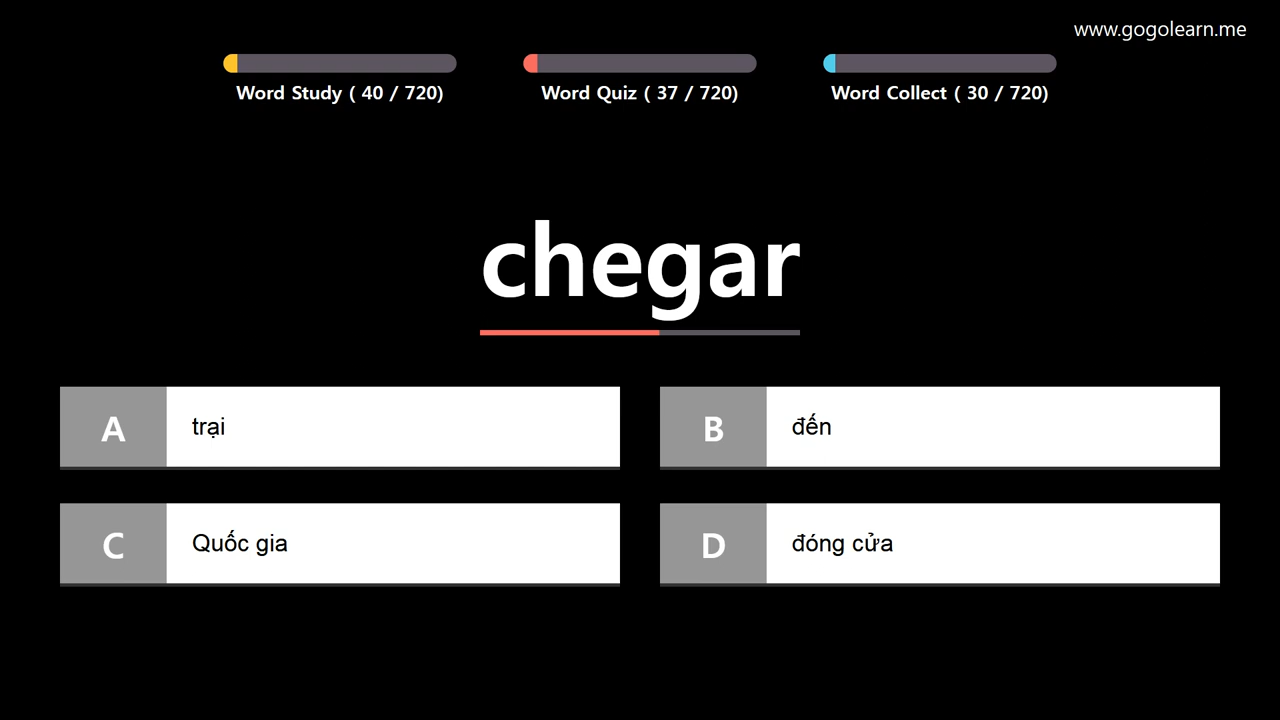 www.gogolearn.me
Word Study ( 40 / 720)
Word Quiz ( 37 / 720)
Word Collect ( 30 / 720)
chegar
A trại
B đến
C Quốc gia
D đóng cửa